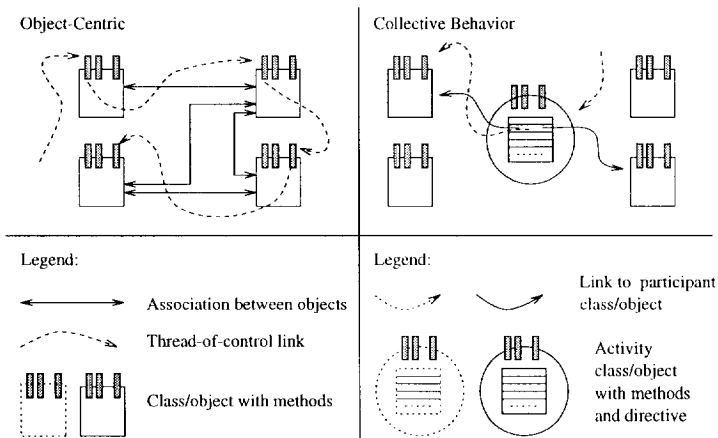 Object-Centric
Collective Behavior
Legend:
Association between objects
Thread-of-control link
Class/object with methods
Legend:
Link to participant
class/object
Activity
class/object
with methods
and directive